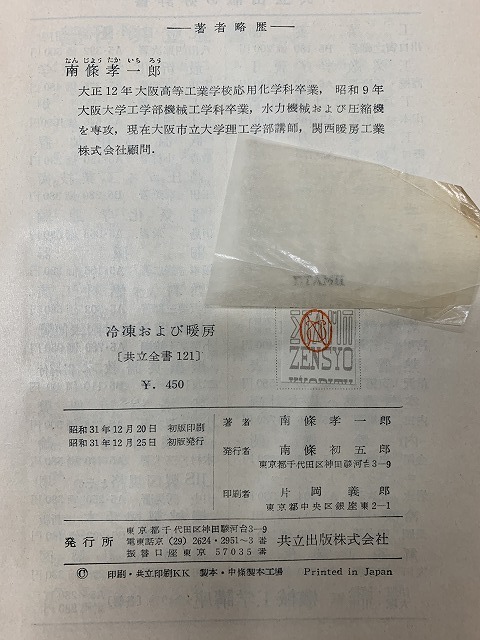 著者略歴
なん じょう たか いち ろう
南條孝一郎
大正12年大阪高等工業学校応用化学科卒業，昭和9年
大阪大学工学部機械工学科卒業，水力機械および圧縮機
を専攻，現在大阪市立大学理工学部講師，関西暖房工業
株式会社顧問．
冷凍および暖房
〔共立全書 121〕
￥. 450
ZENSYO
昭和31年12月20日 初版印刷
昭和31年12月25日 初版発行
著者 南條孝一郎
発行者 南條初五郎
東京都千代田区神田駿河台3−9
印刷者 片岡義郎
東京都中央区銀座東2−1
発行所
東京都千代田区神田駿河台3−9
電東電話 (29) 2624・2951〜3 番
振替口座東京 57035 番
共立出版株式会社
Ⓒ 印刷・共立印刷KK 製本・中條製本工場 Printed in Japan